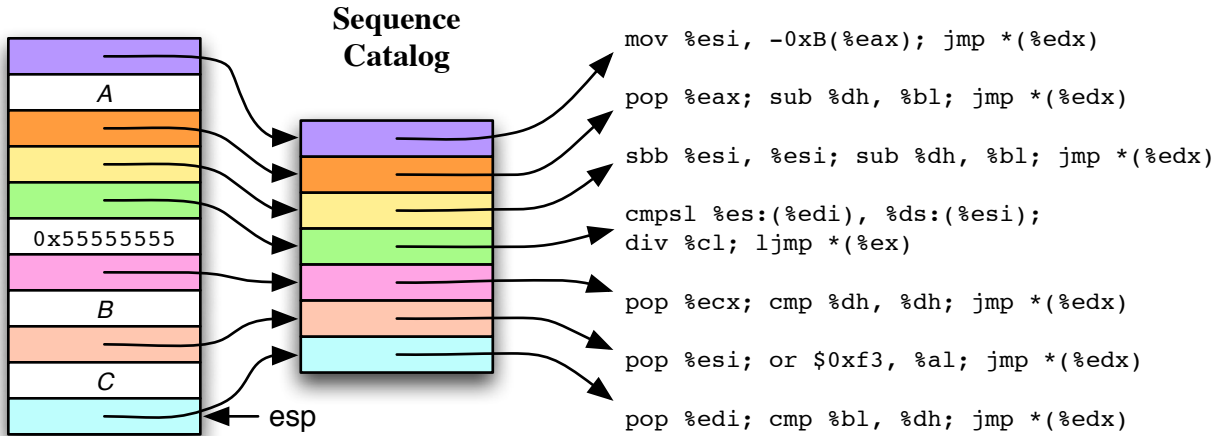 Sequence
Catalog
A
0x55555555
B
C
esp
mov %esi, -0xB(%eax); jmp *(%edx)
pop %eax; sub %dh, %bl; jmp *(%edx)
sbb %esi, %esi; sub %dh, %bl; jmp *(%edx)
cmpsl %es:(%edi), %ds:(%esi);
div %cl; ljmp *(%ex)
pop %ecx; cmp %dh, %dh; jmp *(%edx)
pop %esi; or $0xf3, %al; jmp *(%edx)
pop %edi; cmp %bl, %dh; jmp *(%edx)